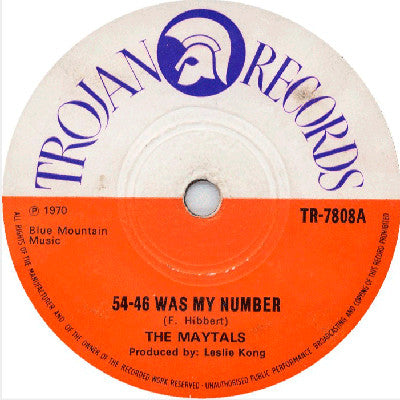 TROJAN RECORDS
℗ 1970
Blue Mountain
Music
TR-7808A
54-46 WAS MY NUMBER
(F. Hibbert)
THE MAYTALS
Produced by: Leslie Kong
ALL RIGHTS OF THE MANUFACTURER AND OF THE OWNER OF THE RECORDED WORK RESERVED - UNAUTHORISED PUBLIC PERFORMANCE BROADCASTING AND COPYING OF THIS RECORD PROHIBITED